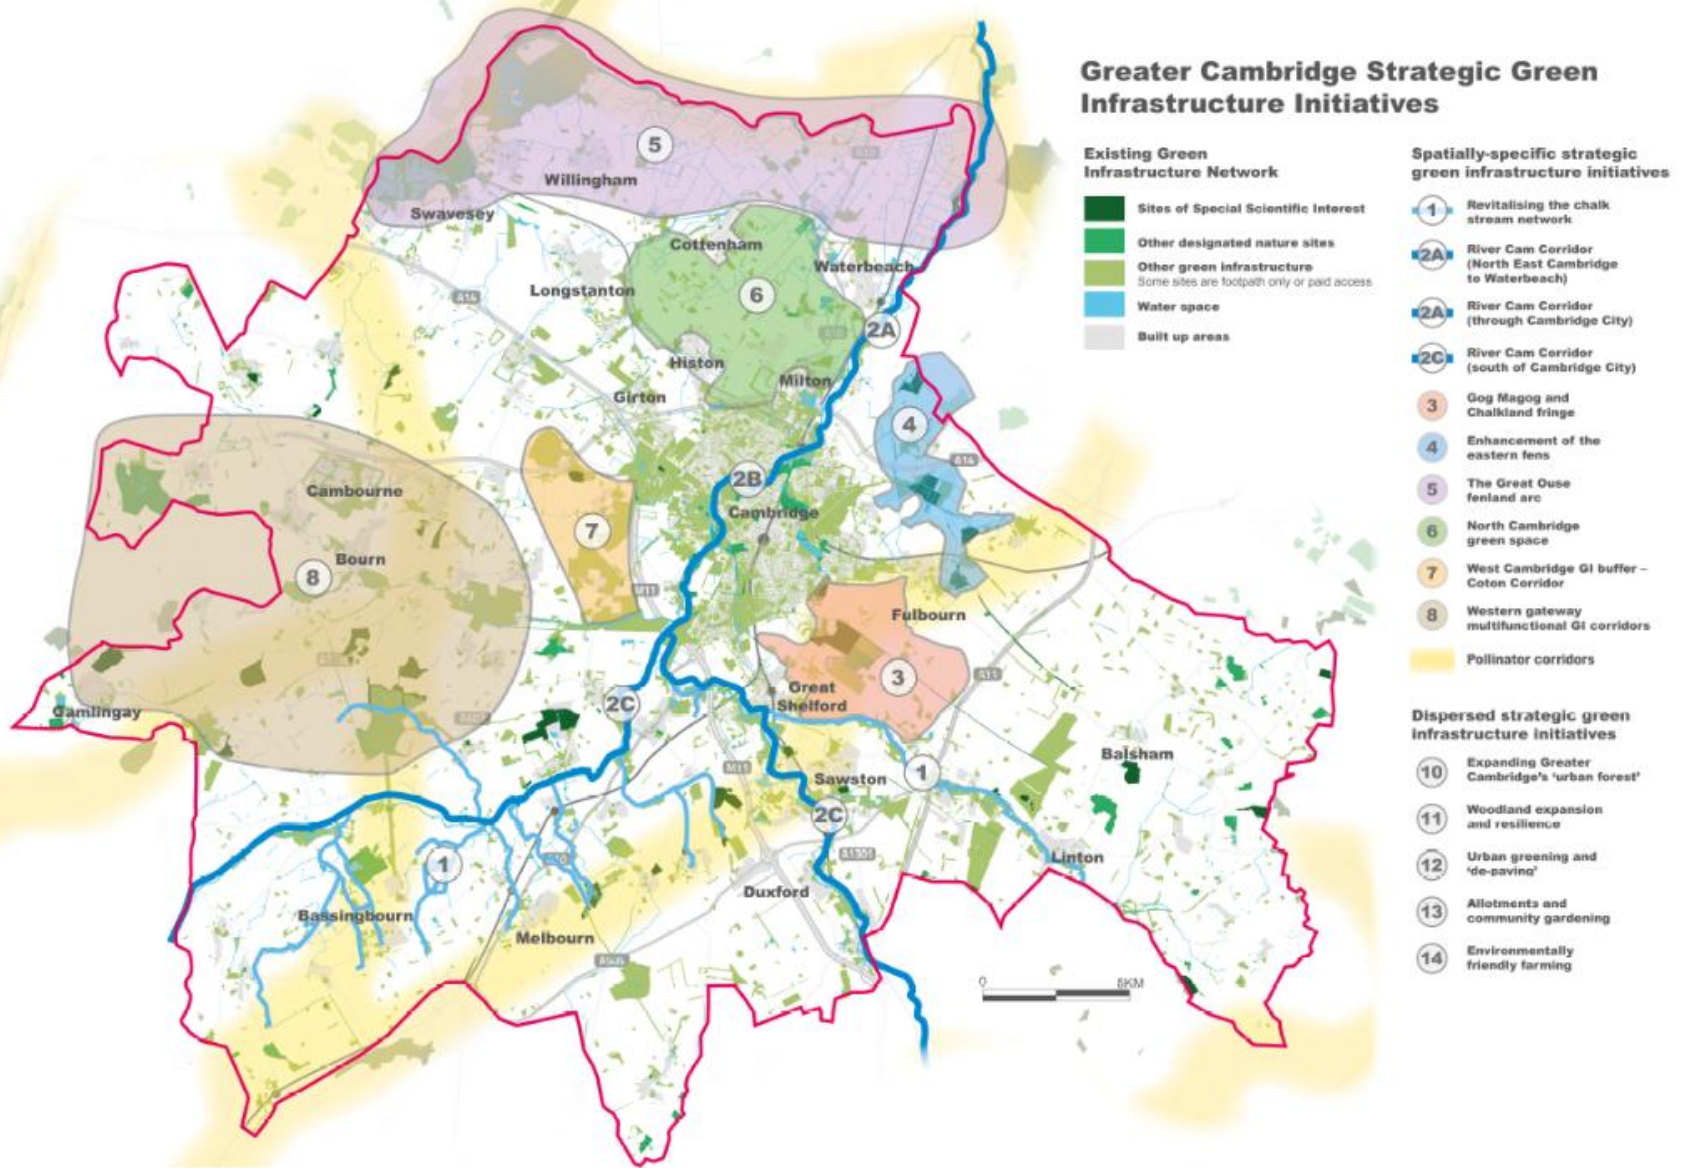 Greater Cambridge Strategic Green
Infrastructure Initiatives
Existing Green
Infrastructure Network
Sites of Special Scientific Interest
Other designated nature sites
Other green infrastructure
Some sites are footpath only or paid access
Water space
Built up areas
Spatially-specific strategic
green infrastructure initiatives
1
Revitalising the chalk
stream network
2A
River Cam Corridor
(North East Cambridge
to Waterbeach)
2A
River Cam Corridor
(through Cambridge City)
2C
River Cam Corridor
(south of Cambridge City)
3
Gog Magog and
Chalkland fringe
4
Enhancement of the
eastern fens
5
The Great Ouse
fenland arc
6
North Cambridge
green space
7
West Cambridge GI buffer –
Coton Corridor
8
Western gateway
multifunctional GI corridors
Pollinator corridors
Dispersed strategic green
infrastructure initiatives
10
Expanding Greater
Cambridge's 'urban forest'
11
Woodland expansion
and resilience
12
Urban greening and
'de-paving'
13
Allotments and
community gardening
14
Environmentally
friendly farming
5
A10
Willingham
Swavesey
Cottenham
Waterbeach
Longstanton
6
A14
2A
A10
Histon
Milton
Girton
4
A14
2B
Cambourne
Cambridge
7
Bourn
8
M11
Fulbourn
3
A11
Great
Shelford
2C
Gamlingay
Balsham
1
M11
Sawston
2C
Linton
1
A10
Duxford
Bassingbourn
Melbourn
A505
0
5KM